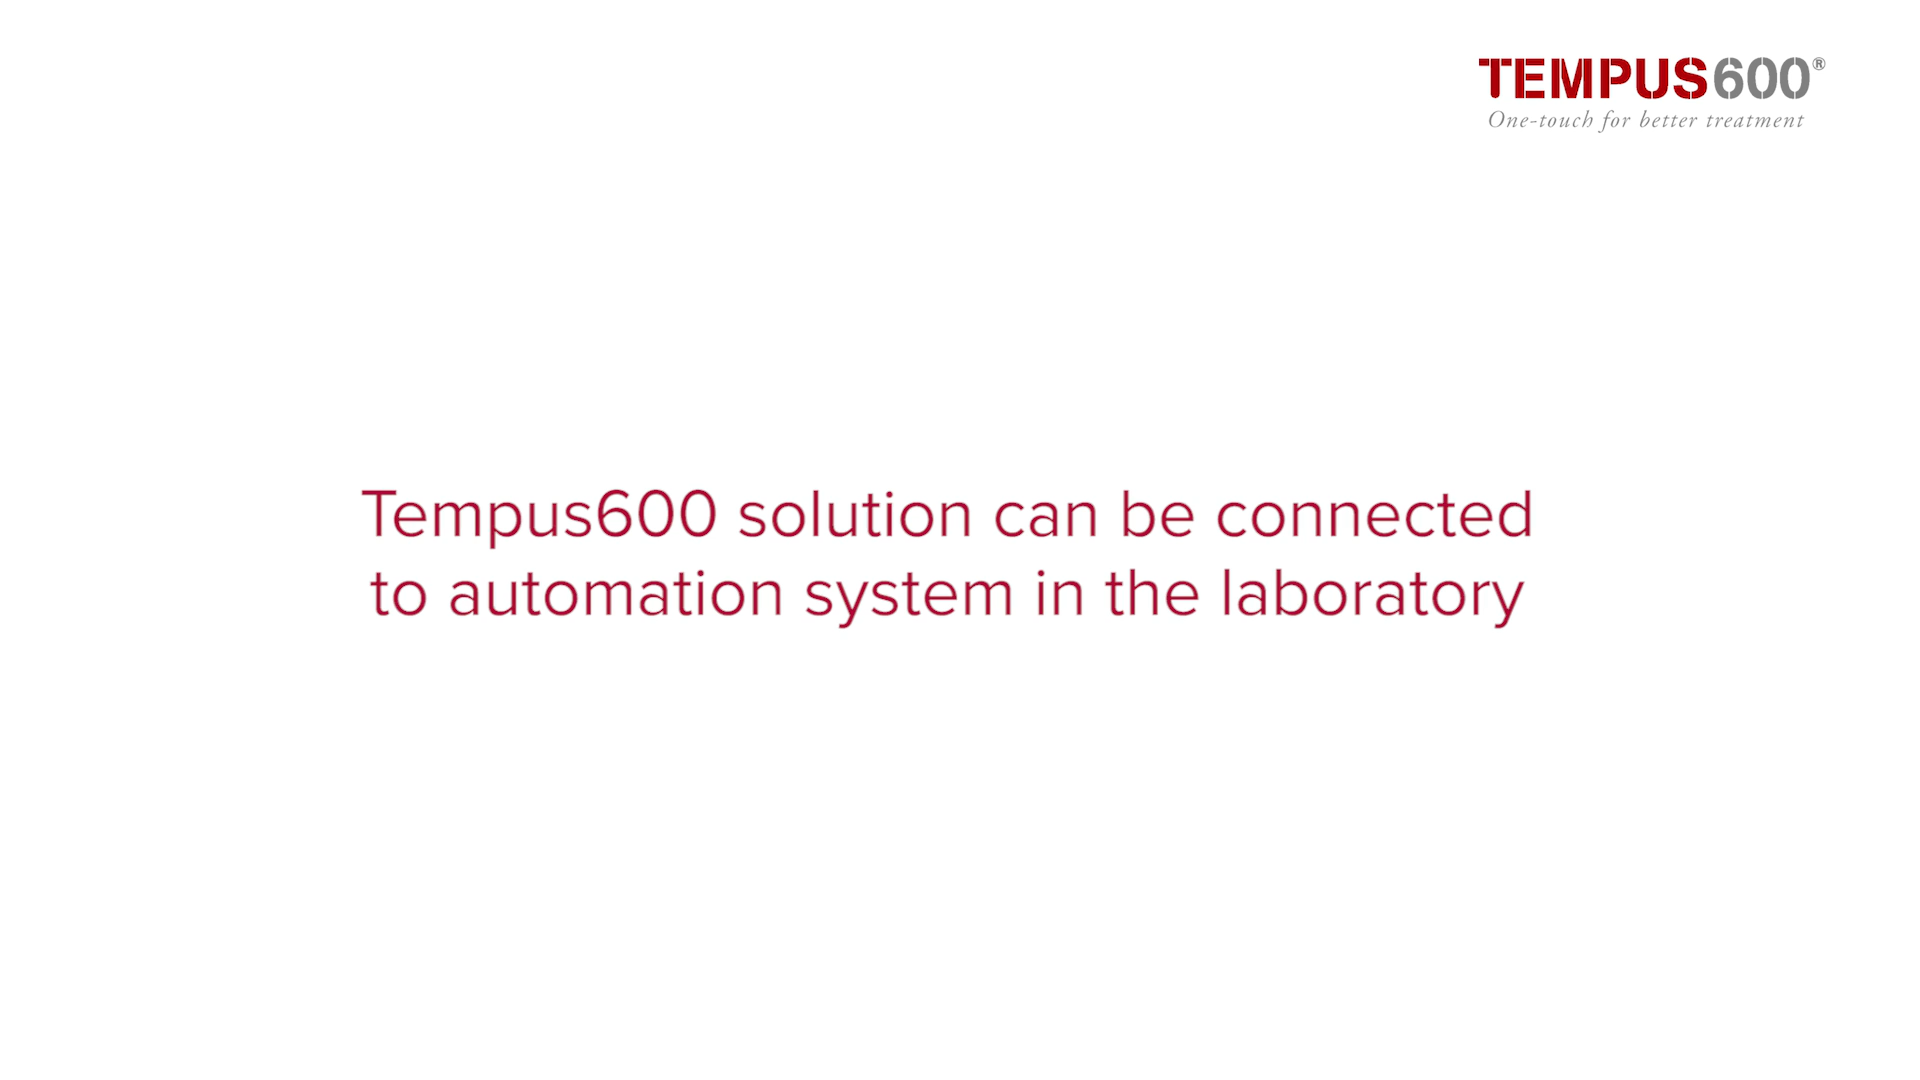 TEMPUS600®
One-touch for better treatment
Tempus600 solution can be connected
to automation system in the laboratory